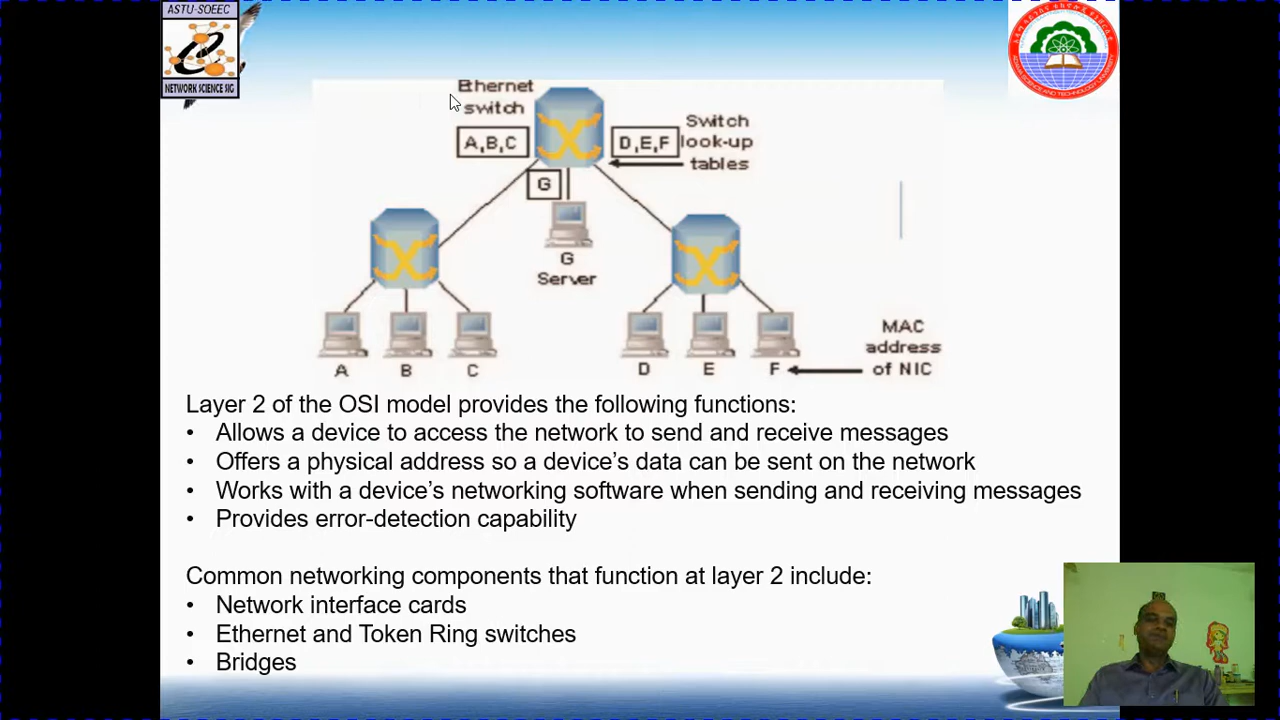 ASTU-SOEEC
NETWORK SCIENCE SIG
Ethernet
switch
A,B,C
D,E,F
Switch
look-up
tables
G
G
Server
A
B
C
D
E
F
MAC
address
of NIC
Layer 2 of the OSI model provides the following functions:
• Allows a device to access the network to send and receive messages
• Offers a physical address so a device's data can be sent on the network
• Works with a device's networking software when sending and receiving messages
• Provides error-detection capability
Common networking components that function at layer 2 include:
• Network interface cards
• Ethernet and Token Ring switches
• Bridges